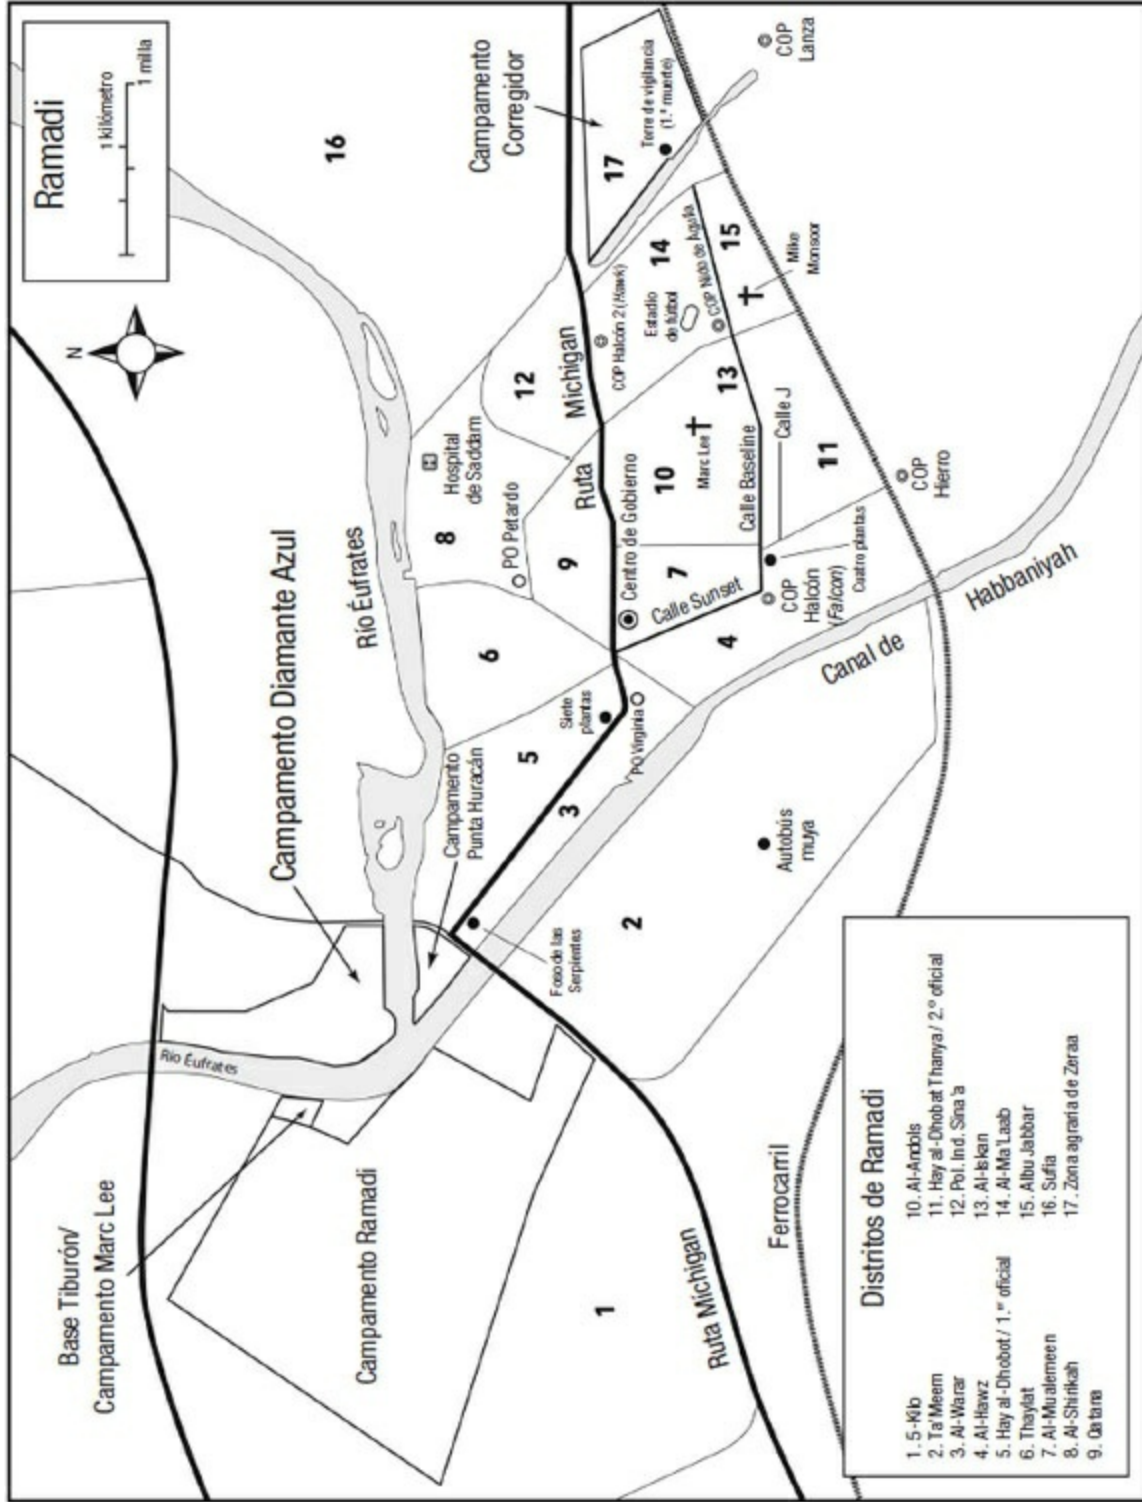 Ramadi
1 kilómetro
1 milla
N
16
Río Éufrates
Campamento Diamante Azul
Base Tiburón/
Campamento Marc Lee
Río Éufrates
Campamento
Punta Huracán
Campamento Ramadi
Foso de las
Serpientes
Hospital
de Saddam
H
8
PO Petardo
12
6
9
5
3
Siete
plantas
PO Virginia
Ruta
Michigan
Campamento
Corregidor
17
Torre de vigilancia
(1.ª muerte)
COP
Lanza
COP Halcón 2 (Hawk)
14
Estadio
de fútbol
COP Nido de Águila
15
Mike
Monsoor
Centro de Gobierno
10
Marc Lee
13
7
Calle Sunset
Calle Baseline
Calle J
4
COP
Halcón
(Falcon)
Cuatro plantas
11
COP
Hierro
Canal de
Habbaniyah
2
Autobús
muya
1
Ruta Michigan
Ferrocarril
Distritos de Ramadi
1. 5-Kilo
2. Ta'Meem
3. Al-Warar
4. Al-Hawz
5. Hay al-Dhobot / 1.er oficial
6. Thaylat
7. Al-Mualemeen
8. Al-Shirikah
9. Qatana
10. Al-Andols
11. Hay al-Dhobat Thanya / 2.º oficial
12. Pol. Ind. Sina'a
13. Al-Iskan
14. Al-Ma'Laab
15. Albu Jabbar
16. Sufia
17. Zona agraria de Zeraa